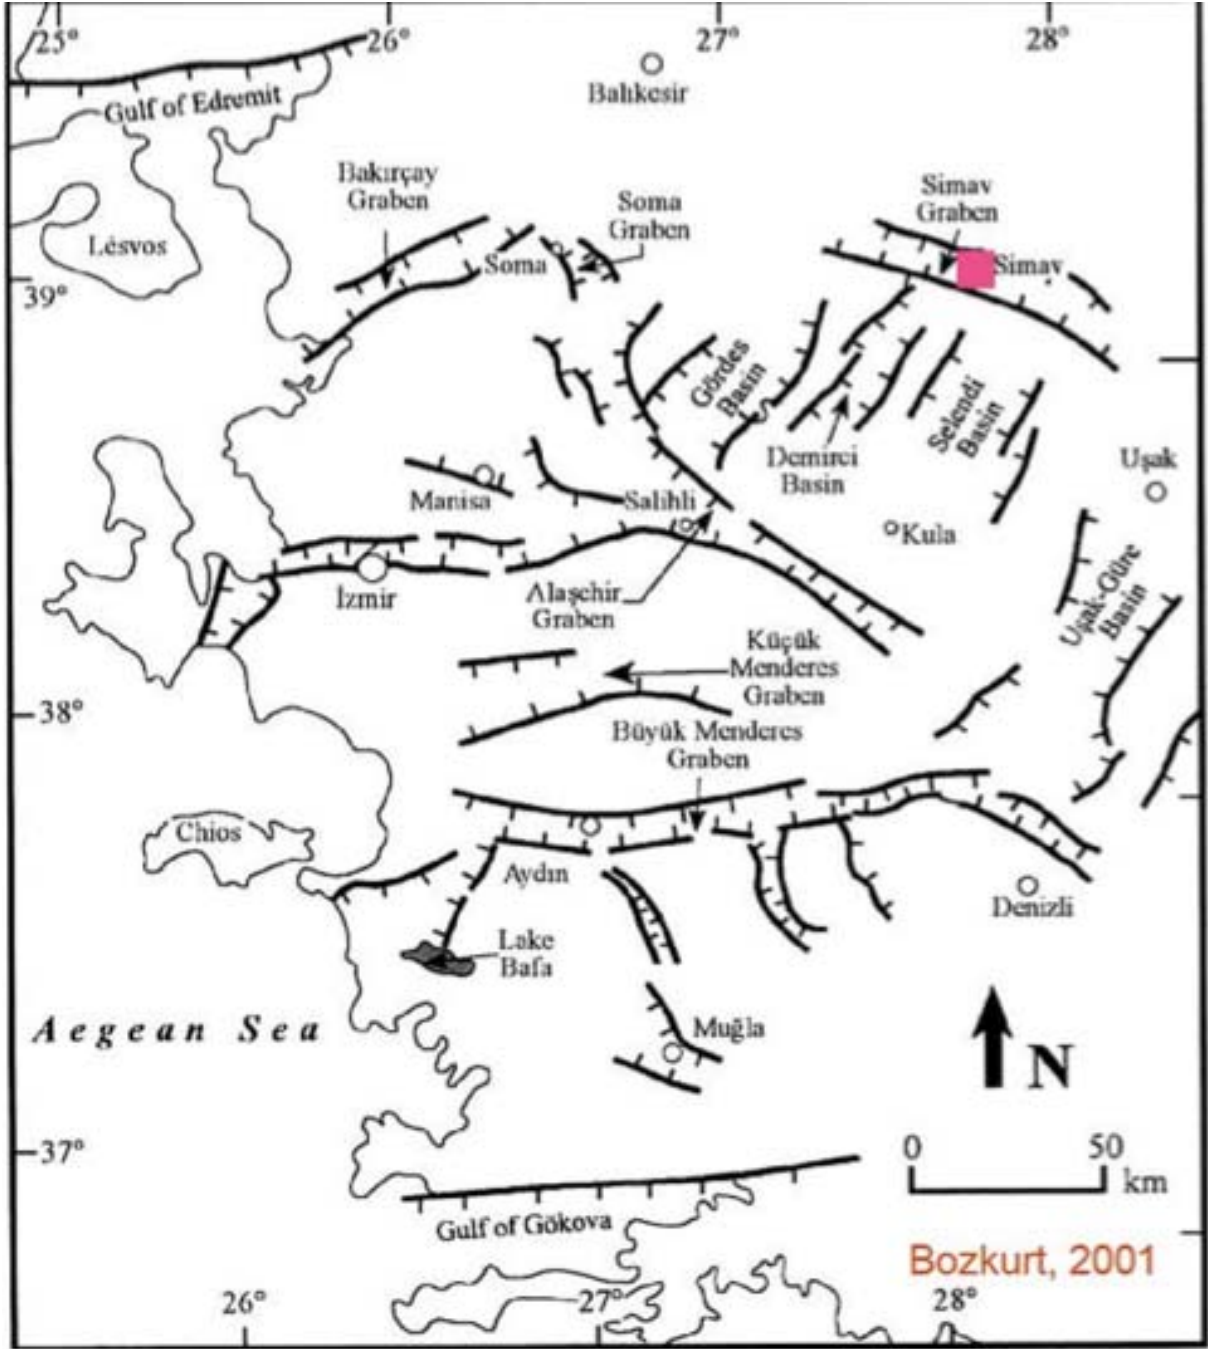 25°
26°
27°
28°
Balıkesir
Gulf of Edremit
Bakırçay
Graben
Soma
Graben
Simav
Graben
Lésvos
Soma
Simav
39°
Gördes
Basin
Selendi
Basin
Demirci
Basin
Uşak
Manisa
Salihli
Kula
İzmir
Alaşehir
Graben
Uşak-Güre
Basin
Küçük
Menderes
Graben
38°
Büyük Menderes
Graben
Chios
Aydın
Denizli
Lake
Bafa
Aegean Sea
Muğla
N
37°
0 50
km
Gulf of Gökova
Bozkurt, 2001
26°
27°
28°